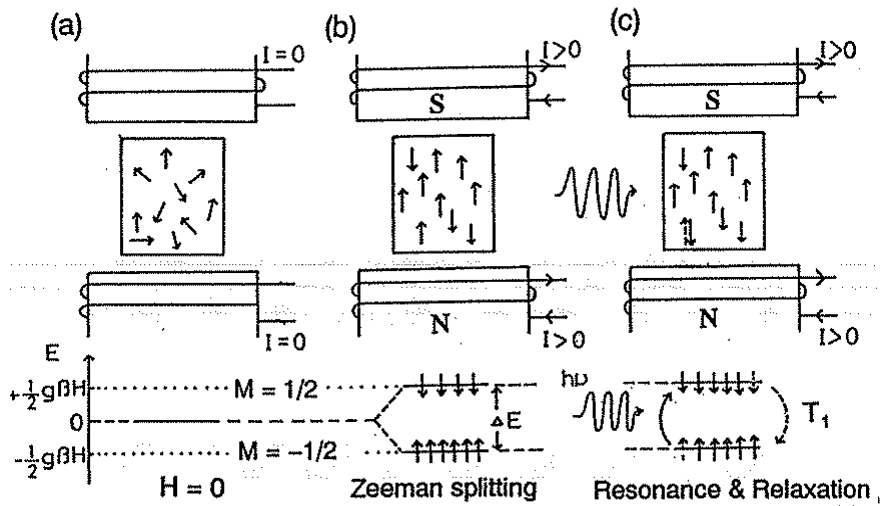 (a) (b) (c)
I=0 I>0 I>0
S S
N N
I=0 I>0 I>0
E
+½gβH M = 1/2 hυ
0 ΔE T₁
-½gβH M = -1/2
H = 0 Zeeman splitting Resonance & Relaxation